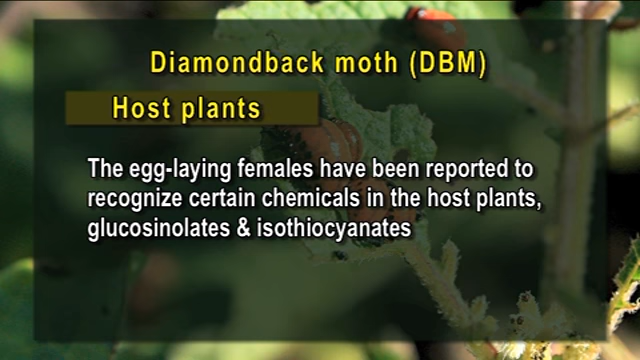 Diamondback moth (DBM)
Host plants
The egg-laying females have been reported to
recognize certain chemicals in the host plants,
glucosinolates & isothiocyanates